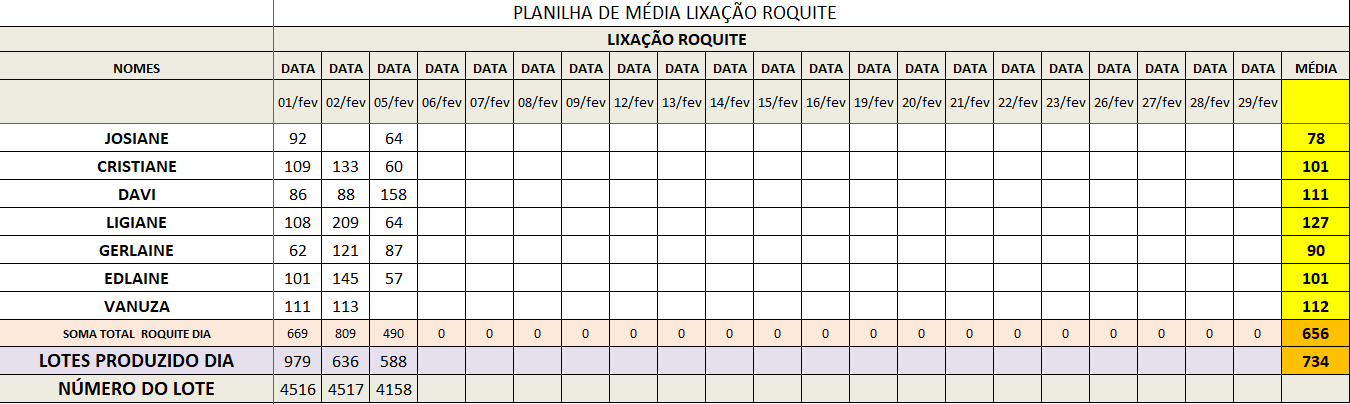 PLANILHA DE MÉDIA LIXAÇÃO ROQUITE
LIXAÇÃO ROQUITE
NOMES DATA DATA DATA DATA DATA DATA DATA DATA DATA DATA DATA DATA DATA DATA DATA DATA DATA DATA DATA DATA DATA MÉDIA
01/fev 02/fev 05/fev 06/fev 07/fev 08/fev 09/fev 12/fev 13/fev 14/fev 15/fev 16/fev 19/fev 20/fev 21/fev 22/fev 23/fev 26/fev 27/fev 28/fev 29/fev
JOSIANE 92 64 78
CRISTIANE 109 133 60 101
DAVI 86 88 158 111
LIGIANE 108 209 64 127
GERLAINE 62 121 87 90
EDLAINE 101 145 57 101
VANUZA 111 113 112
SOMA TOTAL ROQUITE DIA 669 809 490 0 0 0 0 0 0 0 0 0 0 0 0 0 0 0 0 0 0 656
LOTES PRODUZIDO DIA 979 636 588 734
NÚMERO DO LOTE 4516 4517 4158